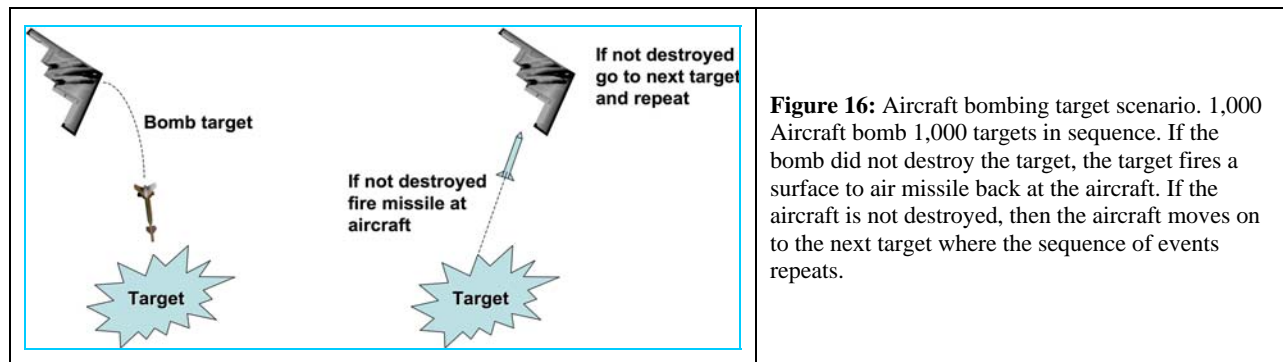 Bomb target
Target
If not destroyed
fire missile at
aircraft
If not destroyed
go to next target
and repeat
Target
Figure 16: Aircraft bombing target scenario. 1,000
Aircraft bomb 1,000 targets in sequence. If the
bomb did not destroy the target, the target fires a
surface to air missile back at the aircraft. If the
aircraft is not destroyed, then the aircraft moves on
to the next target where the sequence of events
repeats.